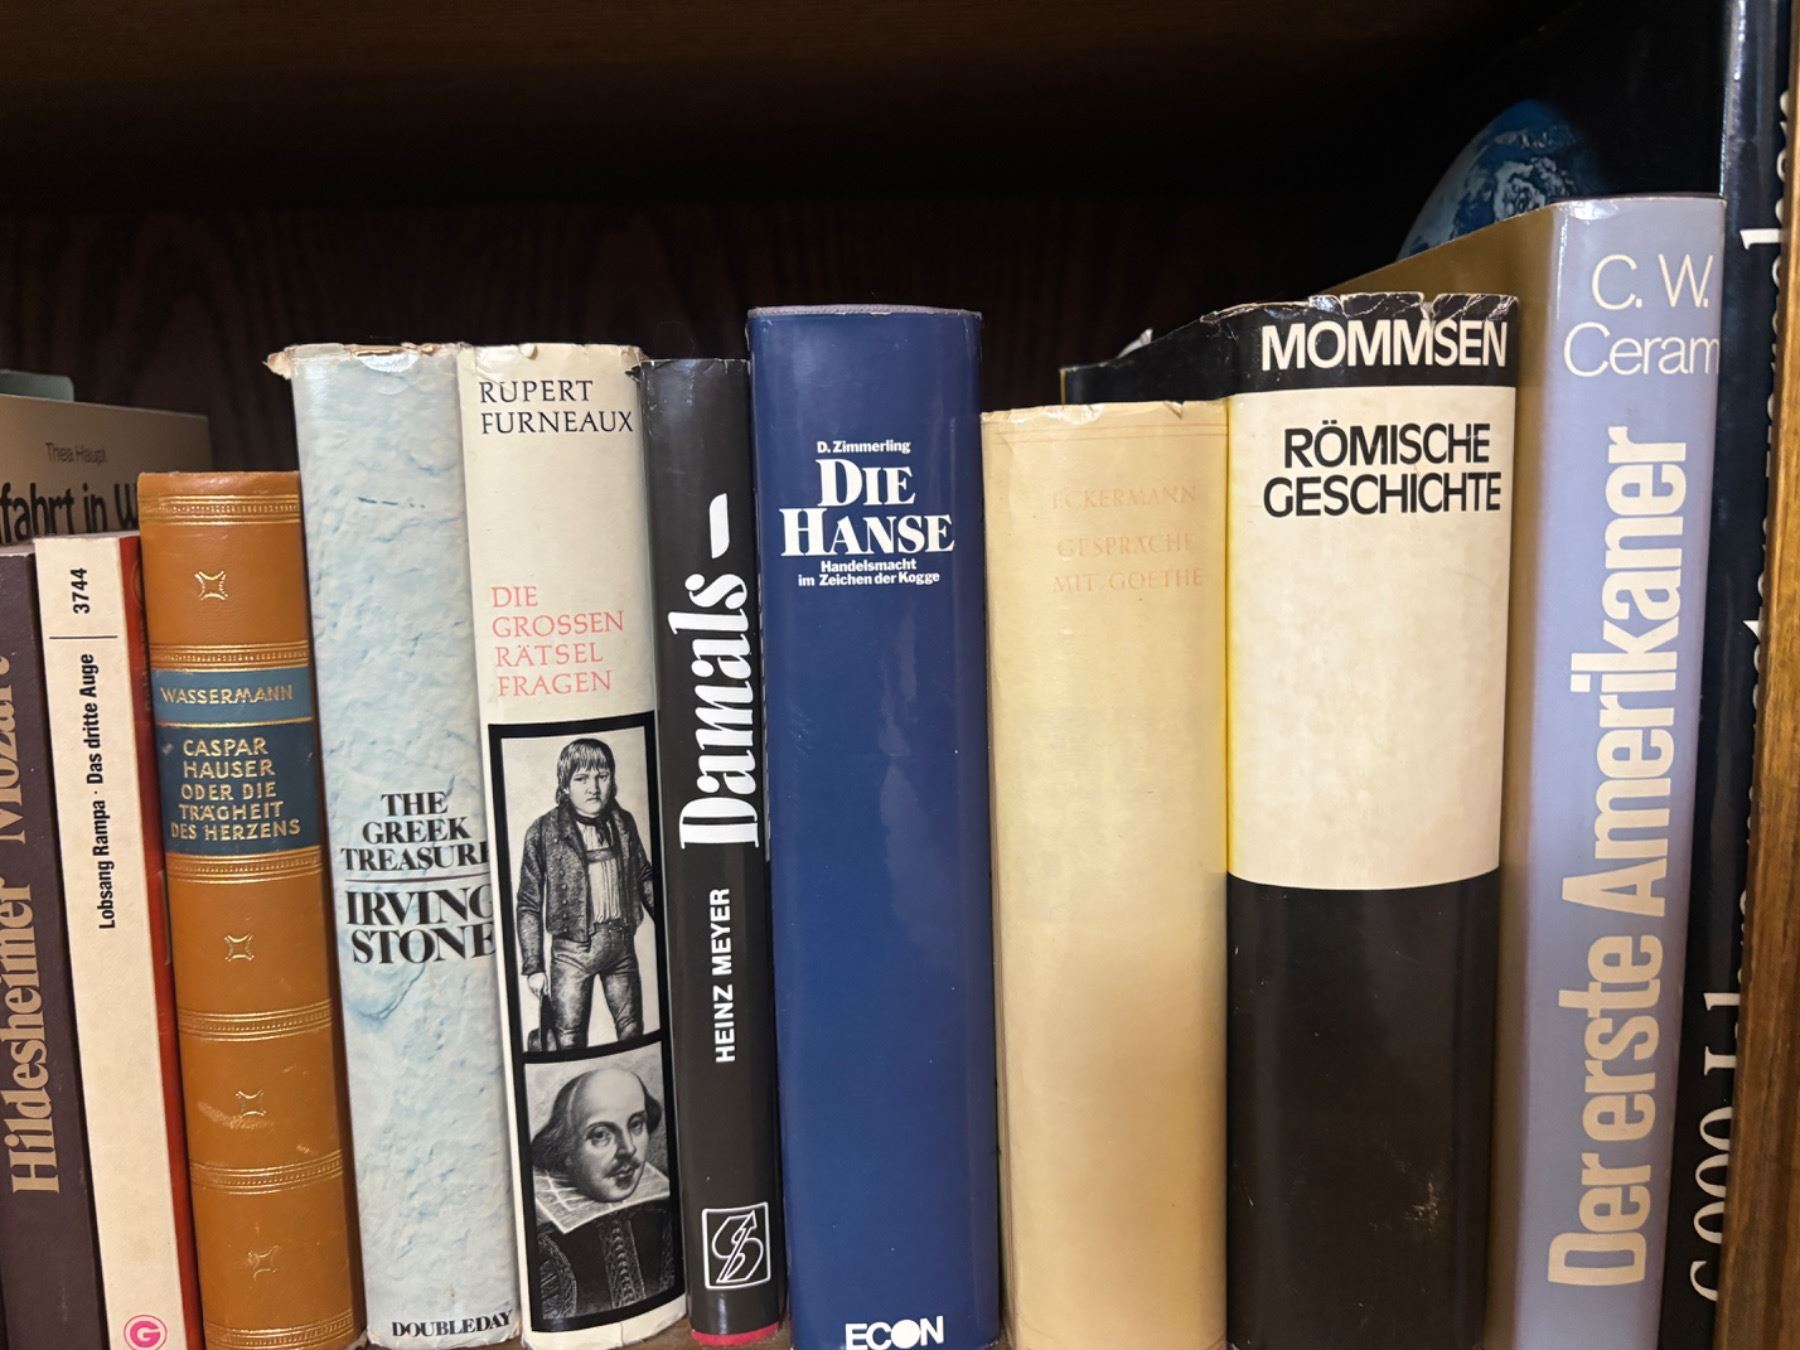 Thea Haupt
fahrt in
Hildesheimer Mozart
3744
Lobsang Rampa · Das dritte Auge
G
WASSERMANN
CASPAR
HAUSER
ODER DIE
TRÄGHEIT
DES HERZENS
THE
GREEK
TREASURE
IRVING
STONE
DOUBLEDAY
RUPERT
FURNEAUX
DIE
GROSSEN
RÄTSEL
FRAGEN
Damals –
HEINZ MEYER
D. Zimmerling
DIE
HANSE
Handelsmacht
im Zeichen der Kogge
ECON
ECKERMANN
GESPRÄCHE
MIT GOETHE
MOMMSEN
RÖMISCHE
GESCHICHTE
C. W.
Ceram
Der erste Amerikaner